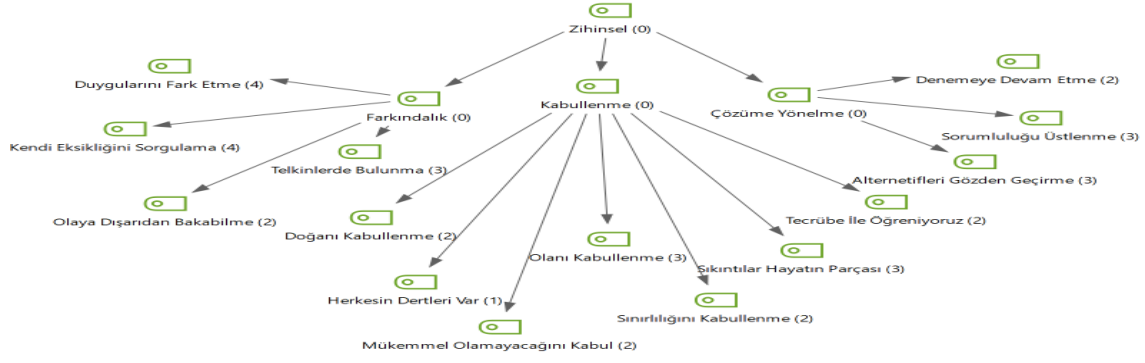 Zihinsel (0)
Duygularını Fark Etme (4)
Farkındalık (0)
Kabullenme (0)
Çözüme Yönelme (0)
Denemeye Devam Etme (2)
Kendi Eksikliğini Sorgulama (4)
Telkinlerde Bulunma (3)
Sorumluluğu Üstlenme (3)
Alternetifleri Gözden Geçirme (3)
Olaya Dışarıdan Bakabilme (2)
Doğanı Kabullenme (2)
Tecrübe İle Öğreniyoruz (2)
Olanı Kabullenme (3)
Sıkıntılar Hayatın Parçası (3)
Herkesin Dertleri Var (1)
Sınırlılığını Kabullenme (2)
Mükemmel Olamayacağını Kabul (2)